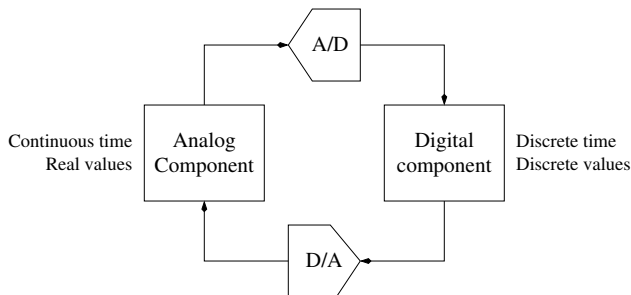 A/D
Continuous time
Real values
Analog
Component
Digital
component
Discrete time
Discrete values
D/A